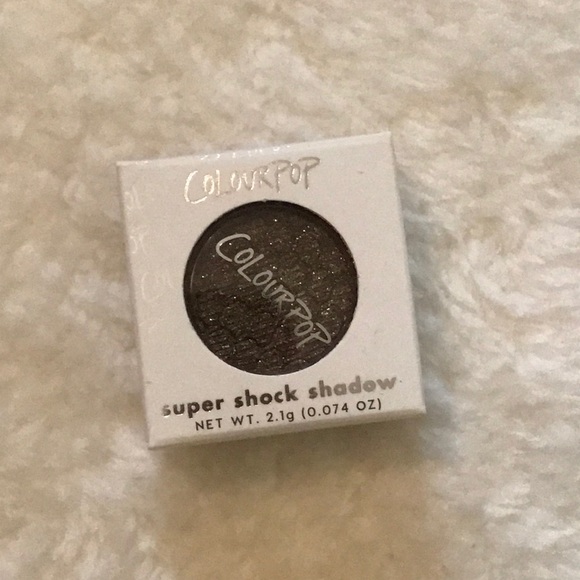 COLOURPOP
COLOURPOP
super shock shadow
NET WT. 2.1g (0.074 OZ)